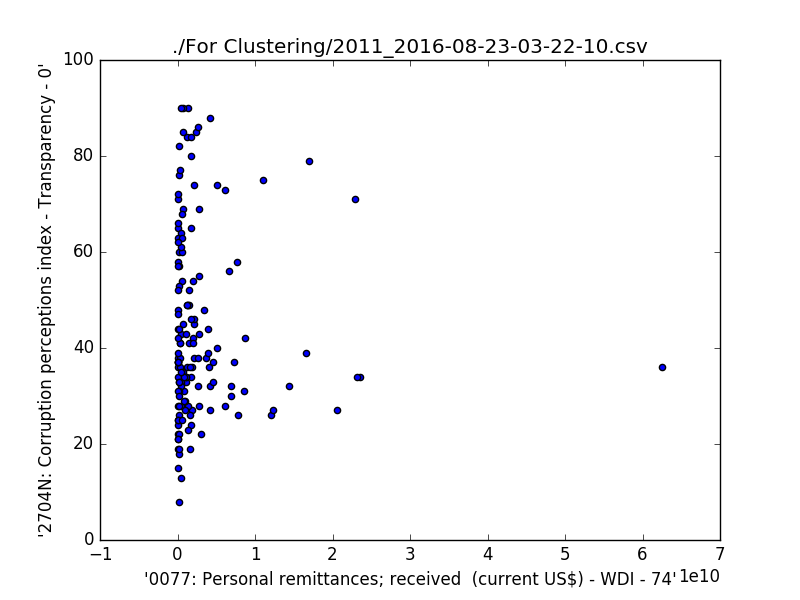 ./For Clustering/2011_2016-08-23-03-22-10.csv
'2704N: Corruption perceptions index - Transparency - 0'
100
80
60
40
20
0
−1 0 1 2 3 4 5 6 7
1e10
'0077: Personal remittances; received  (current US$) - WDI - 74'